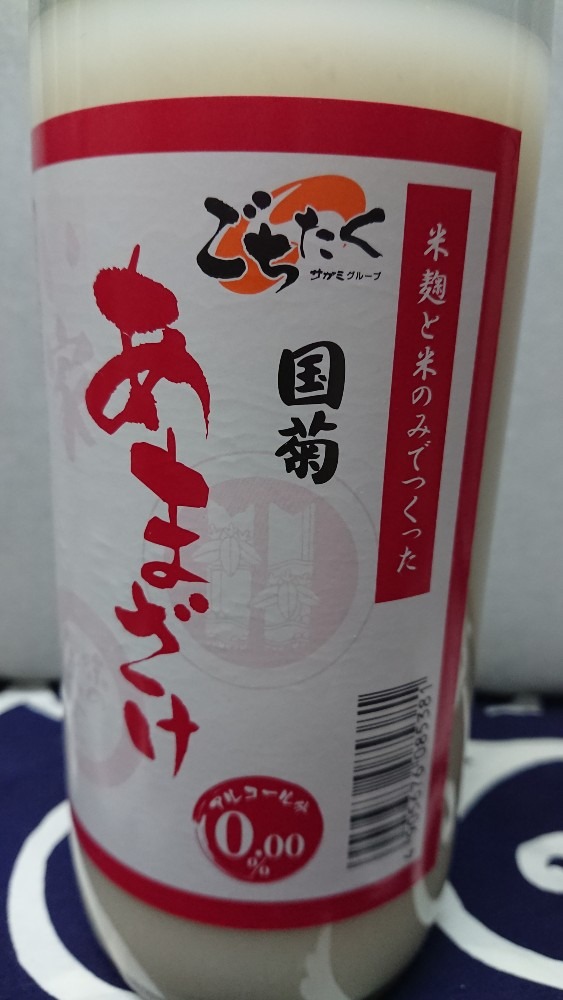 ごちたく
サガミグループ
米麹と米のみでつくった
国菊
あまざけ
アルコール分
0.00
%